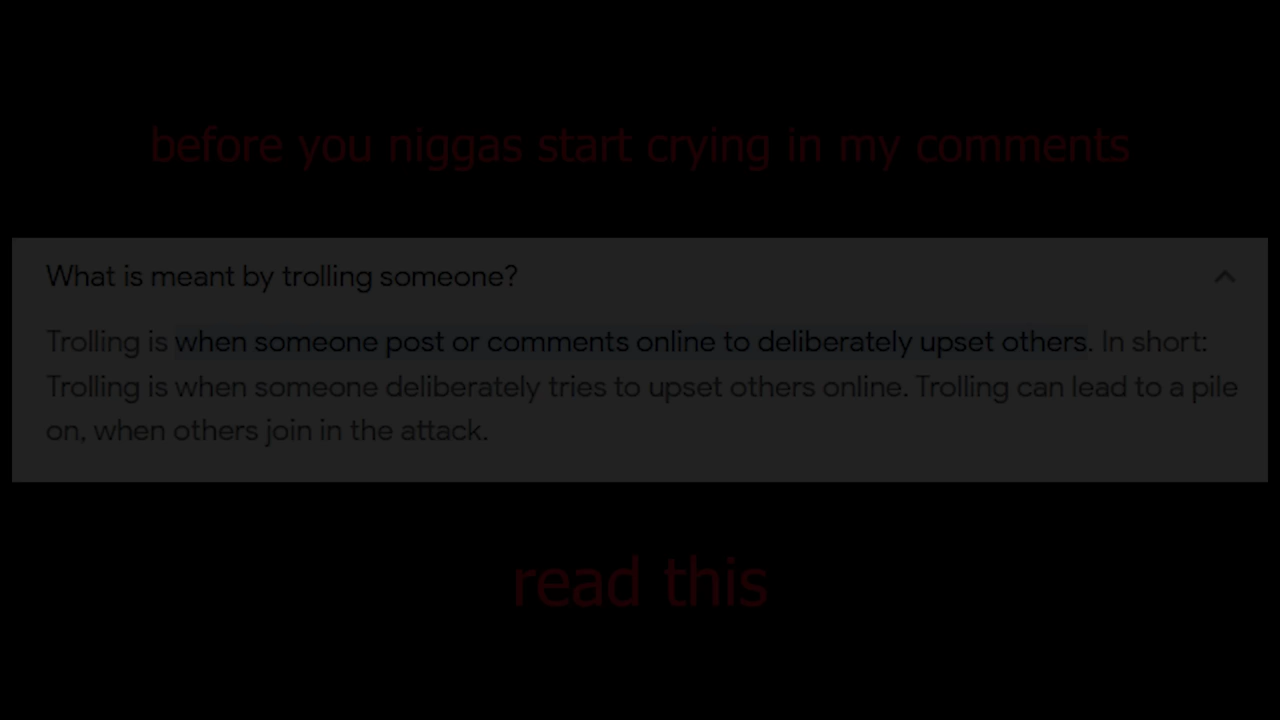 before you niggas start crying in my comments
What is meant by trolling someone?
Trolling is when someone post or comments online to deliberately upset others. In short:
Trolling is when someone deliberately tries to upset others online. Trolling can lead to a pile
on, when others join in the attack.
read this